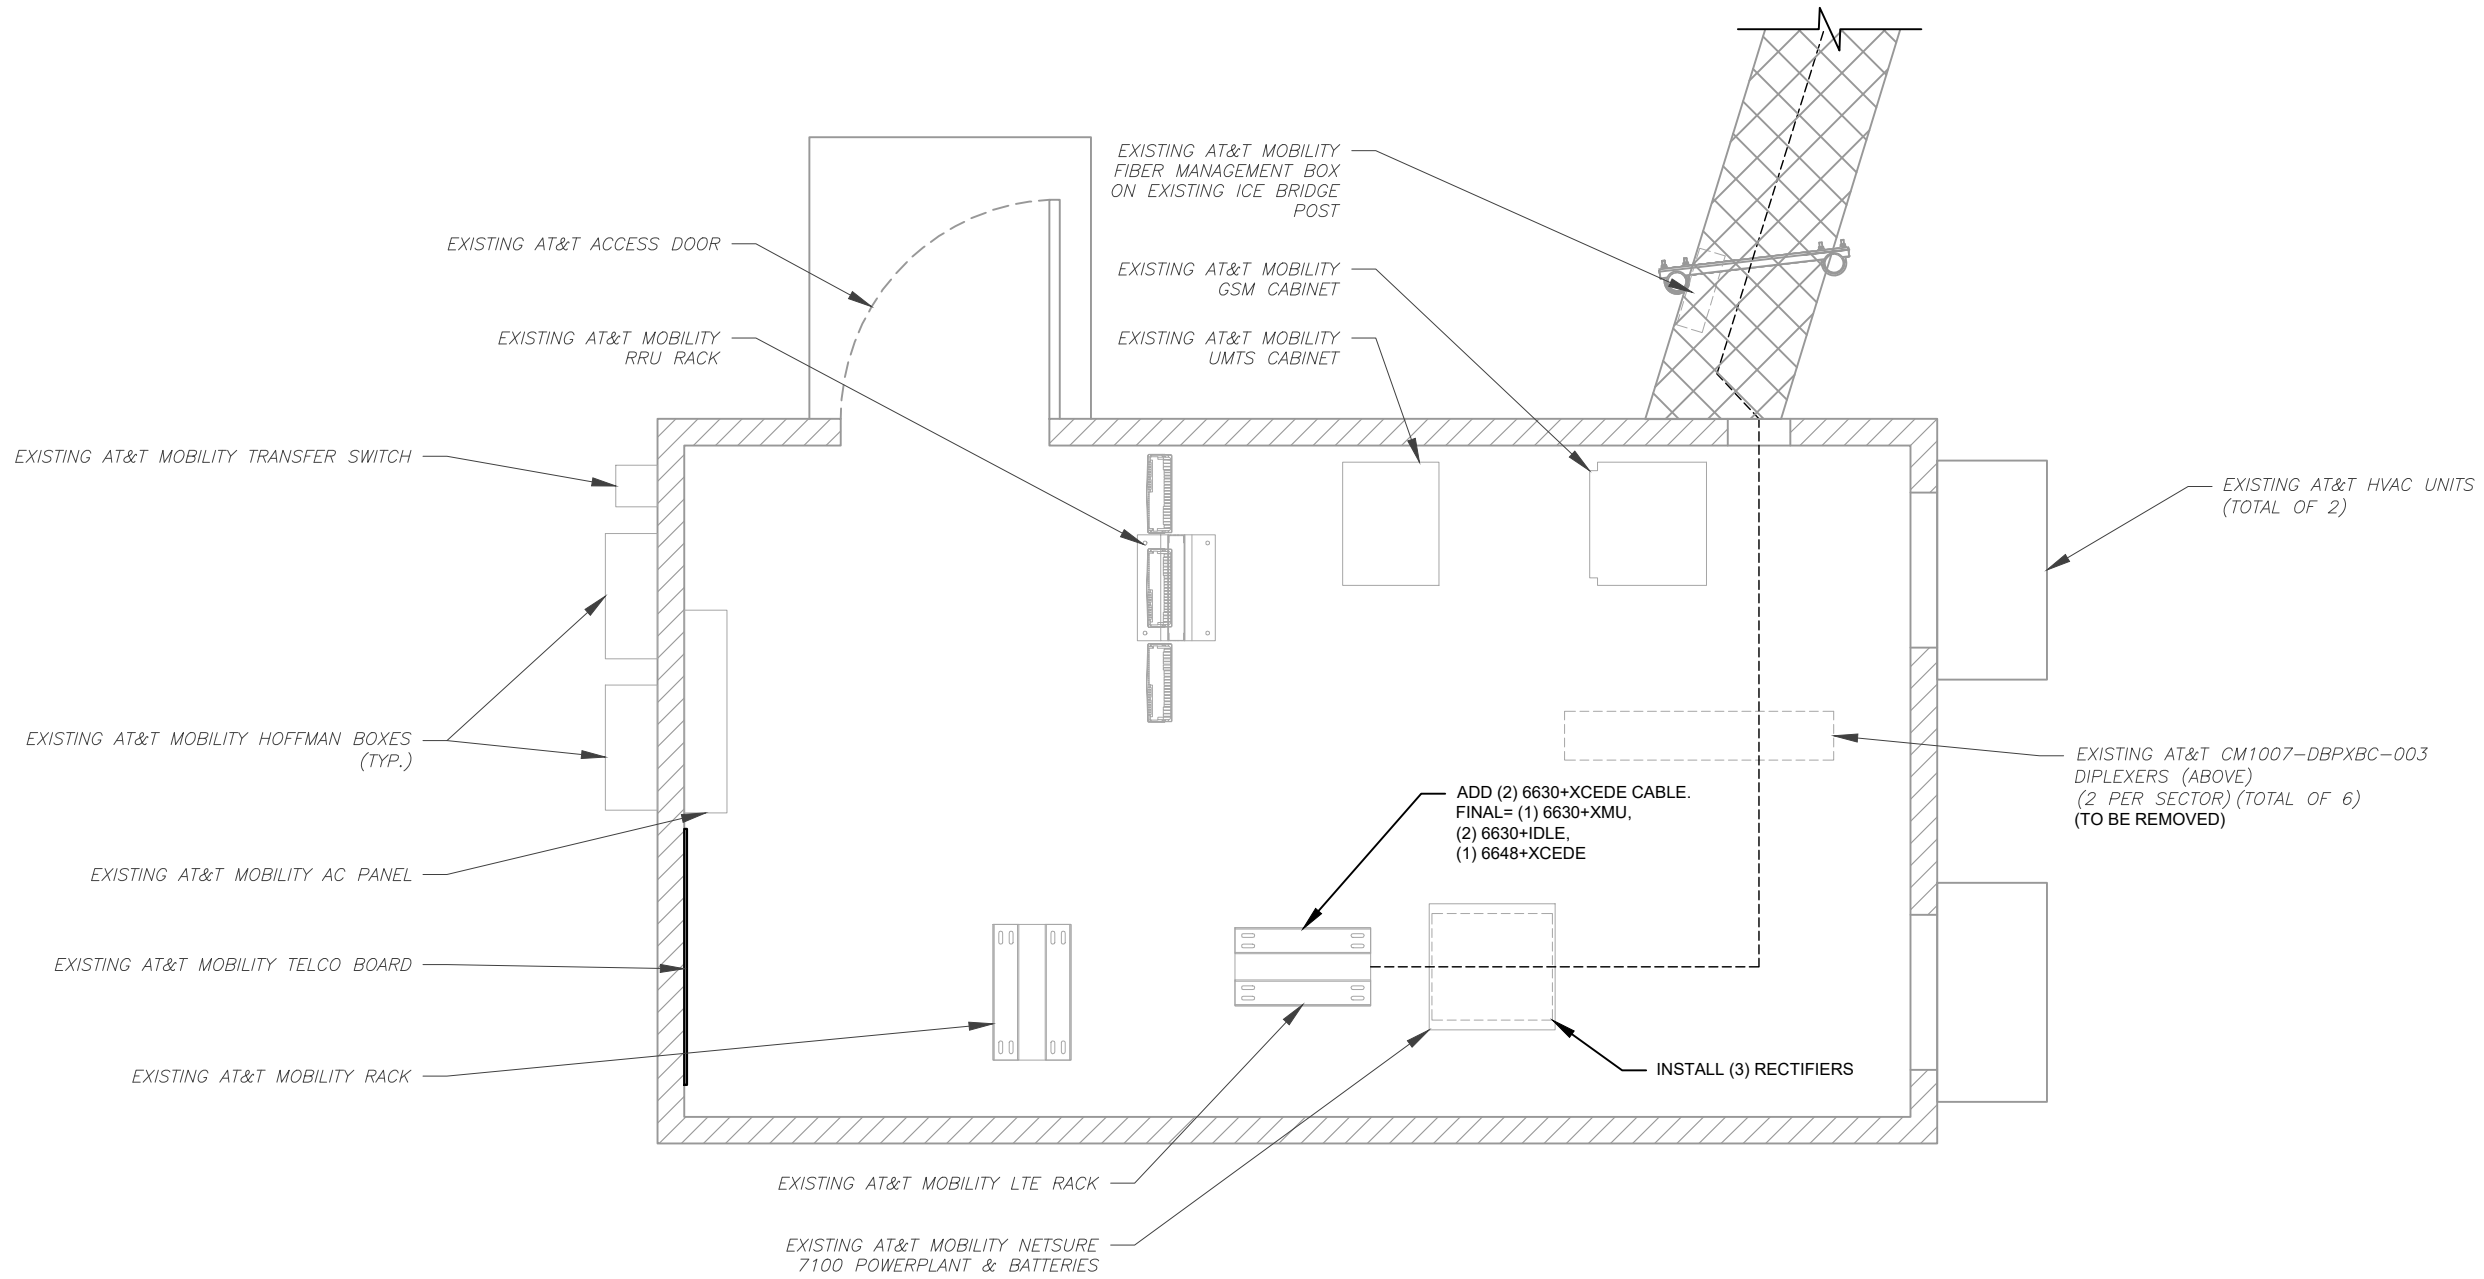 EXISTING AT&T MOBILITY
FIBER MANAGEMENT BOX
ON EXISTING ICE BRIDGE
POST
EXISTING AT&T ACCESS DOOR
EXISTING AT&T MOBILITY
GSM CABINET
EXISTING AT&T MOBILITY
RRU RACK
EXISTING AT&T MOBILITY
UMTS CABINET
EXISTING AT&T MOBILITY TRANSFER SWITCH
EXISTING AT&T HVAC UNITS
(TOTAL OF 2)
EXISTING AT&T MOBILITY HOFFMAN BOXES
(TYP.)
EXISTING AT&T CM1007-DBPXBC-003
DIPLEXERS (ABOVE)
(2 PER SECTOR) (TOTAL OF 6)
(TO BE REMOVED)
ADD (2) 6630+XCEDE CABLE.
FINAL= (1) 6630+XMU,
(2) 6630+IDLE,
(1) 6648+XCEDE
EXISTING AT&T MOBILITY AC PANEL
EXISTING AT&T MOBILITY TELCO BOARD
EXISTING AT&T MOBILITY RACK
INSTALL (3) RECTIFIERS
EXISTING AT&T MOBILITY LTE RACK
EXISTING AT&T MOBILITY NETSURE
7100 POWERPLANT & BATTERIES